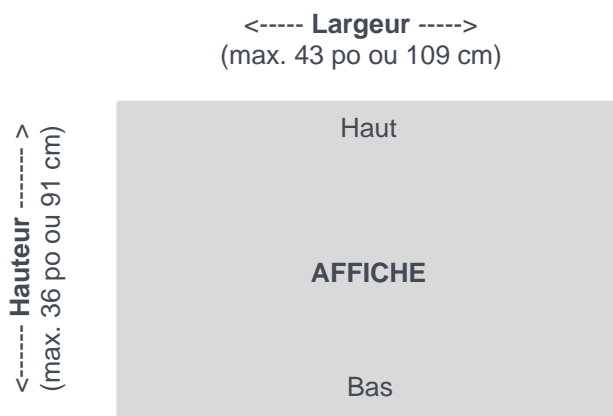 <----- Largeur ----->
(max. 43 po ou 109 cm)
<------ Hauteur ------- >
(max. 36 po ou 91 cm)
Haut
AFFICHE
Bas